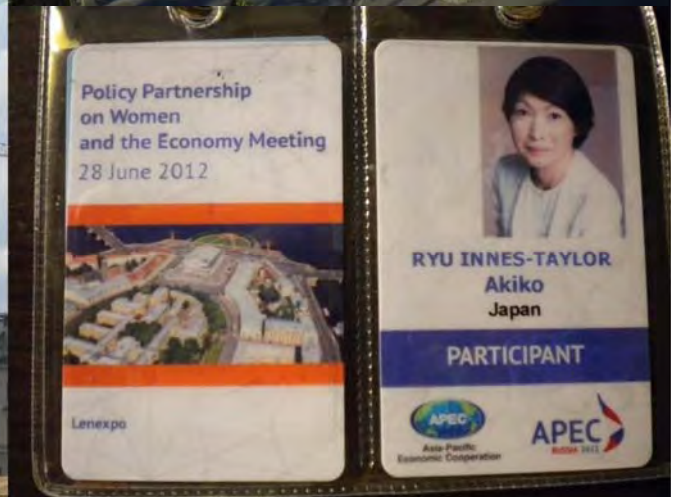 Policy Partnership
on Women
and the Economy Meeting
28 June 2012
Lenexpo
RYU INNES-TAYLOR
Akiko
Japan
PARTICIPANT
APEC
Asia-Pacific
Economic Cooperation
APEC
RUSSIA 2012